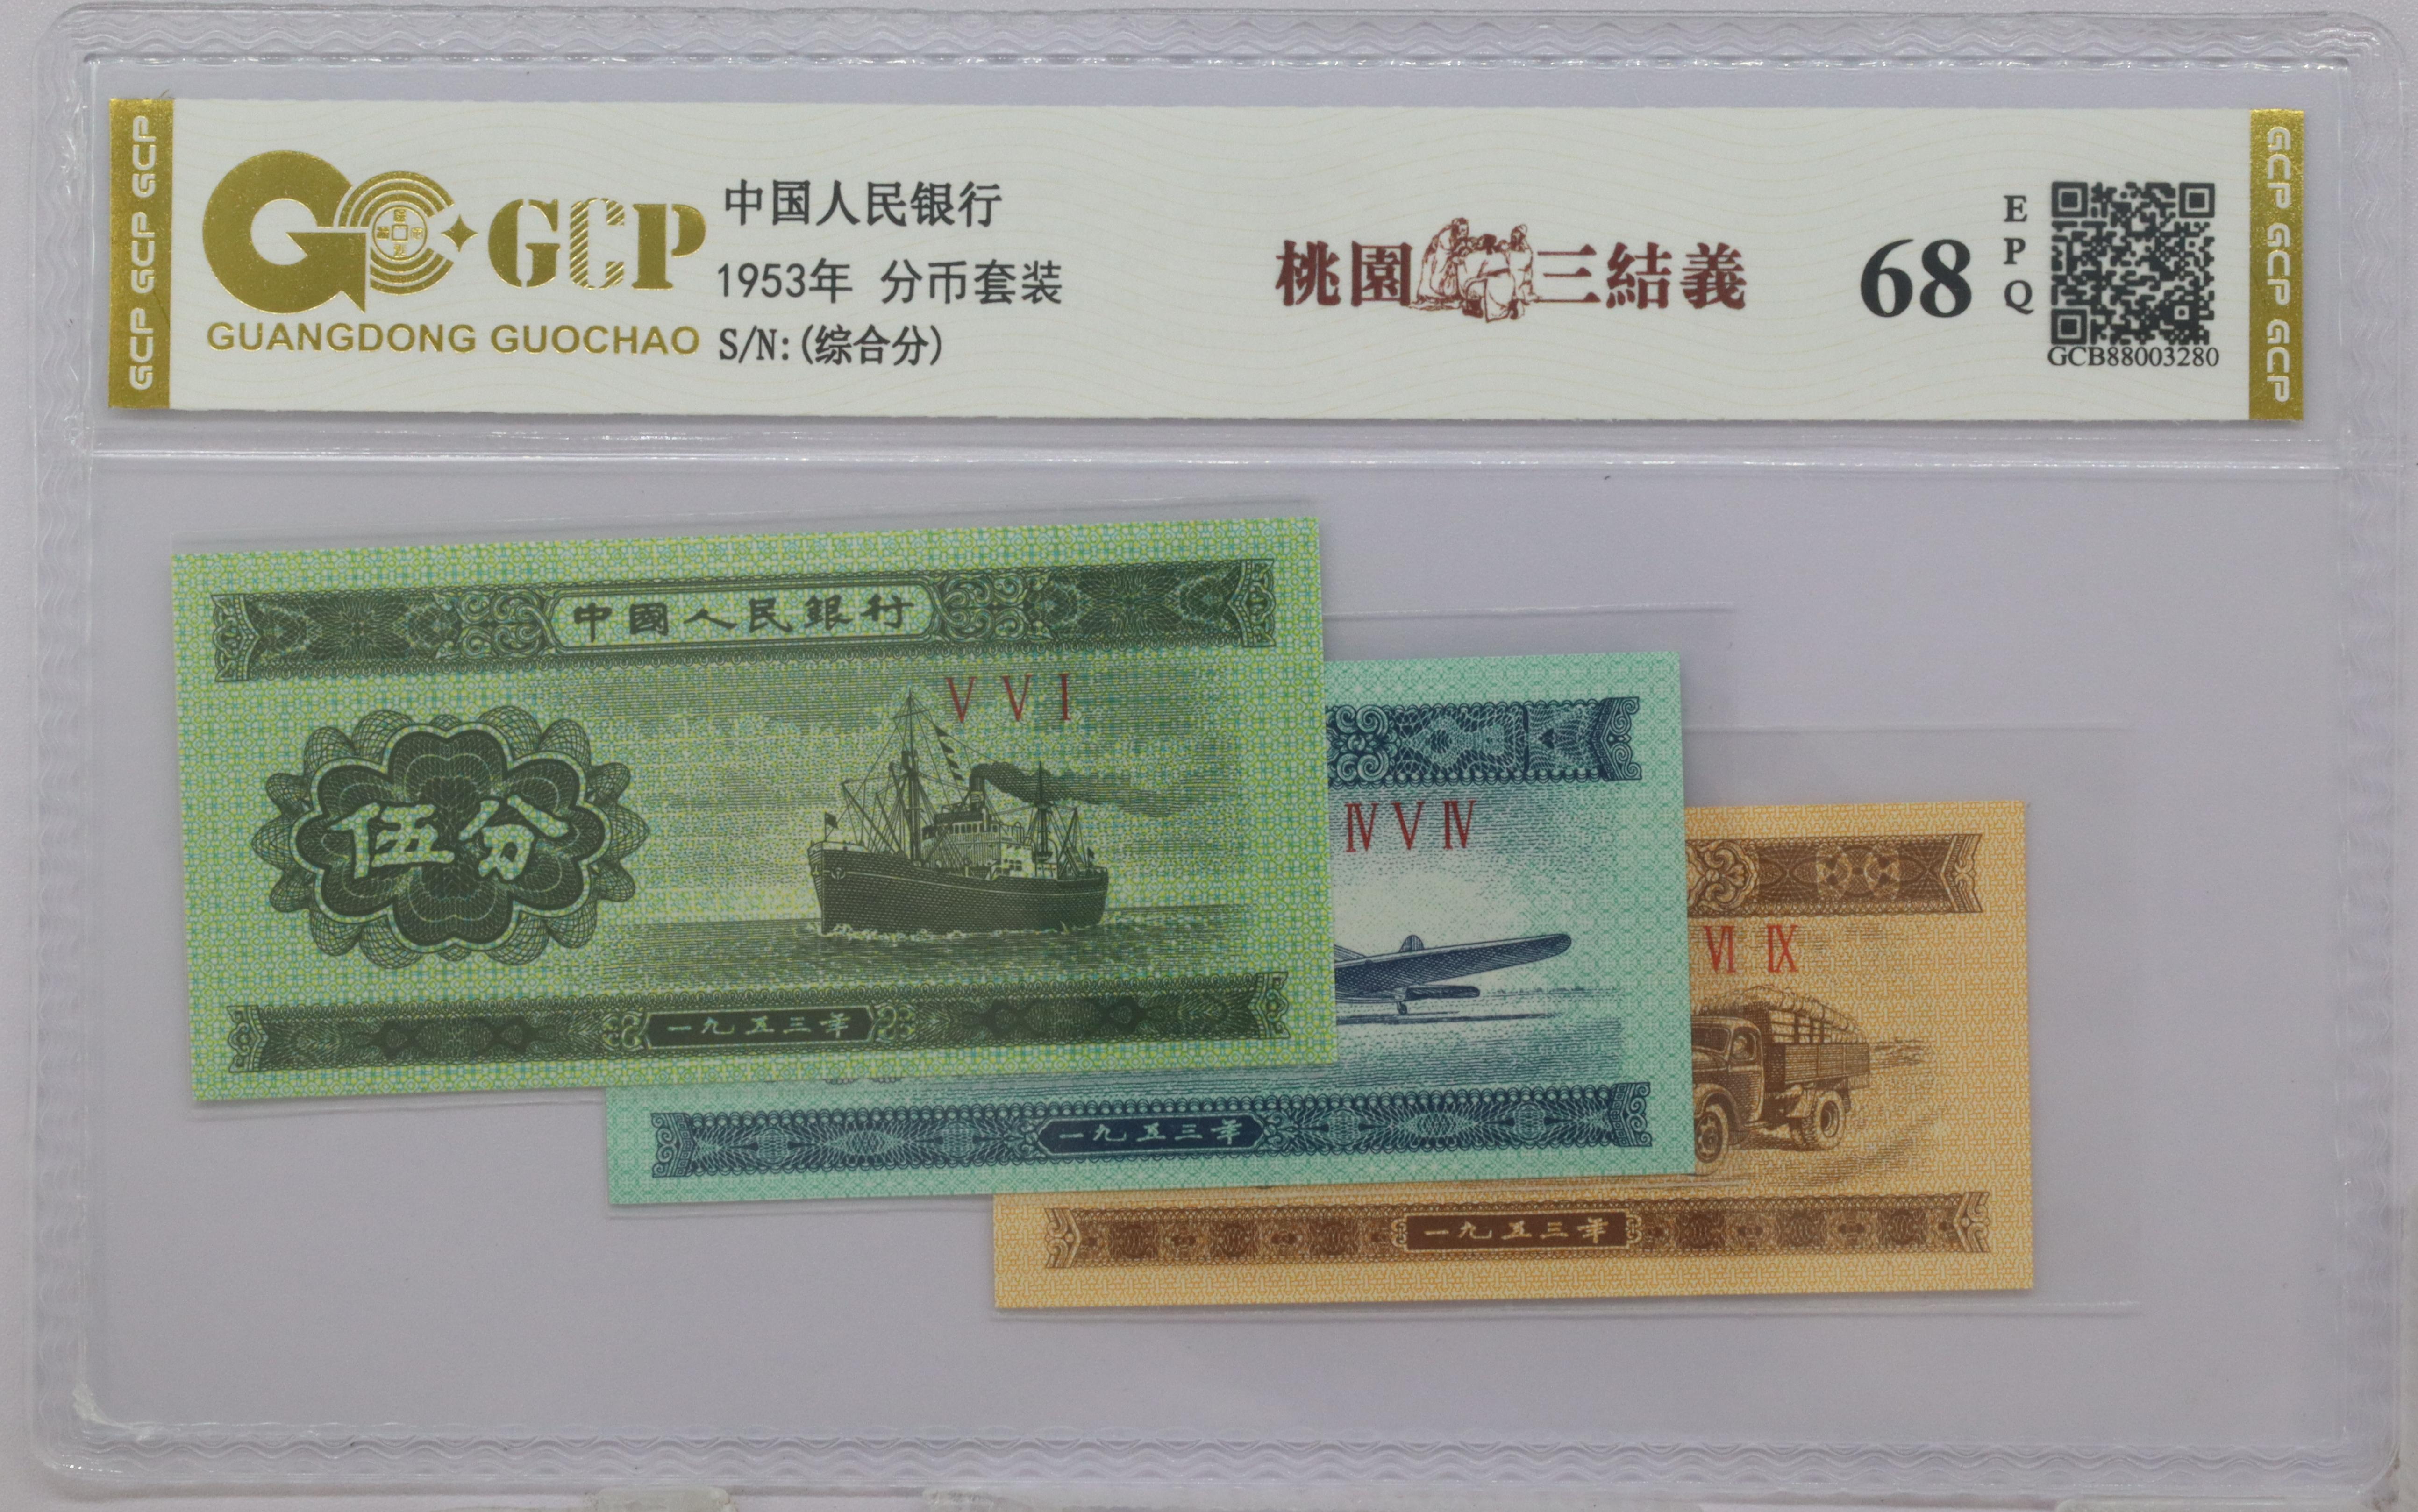 GCP GCP GCP GCP
GCP
GUANGDONG GUOCHAO
中国人民银行
1953年 分币套装
S/N:(综合分)
桃園三結義
68
EPQ
GCB88003280
GCP GCP GCP GCP
中國人民銀行
V V I
伍分
一九五三年
IV V IV
一九五三年
VI IX
一九五三年